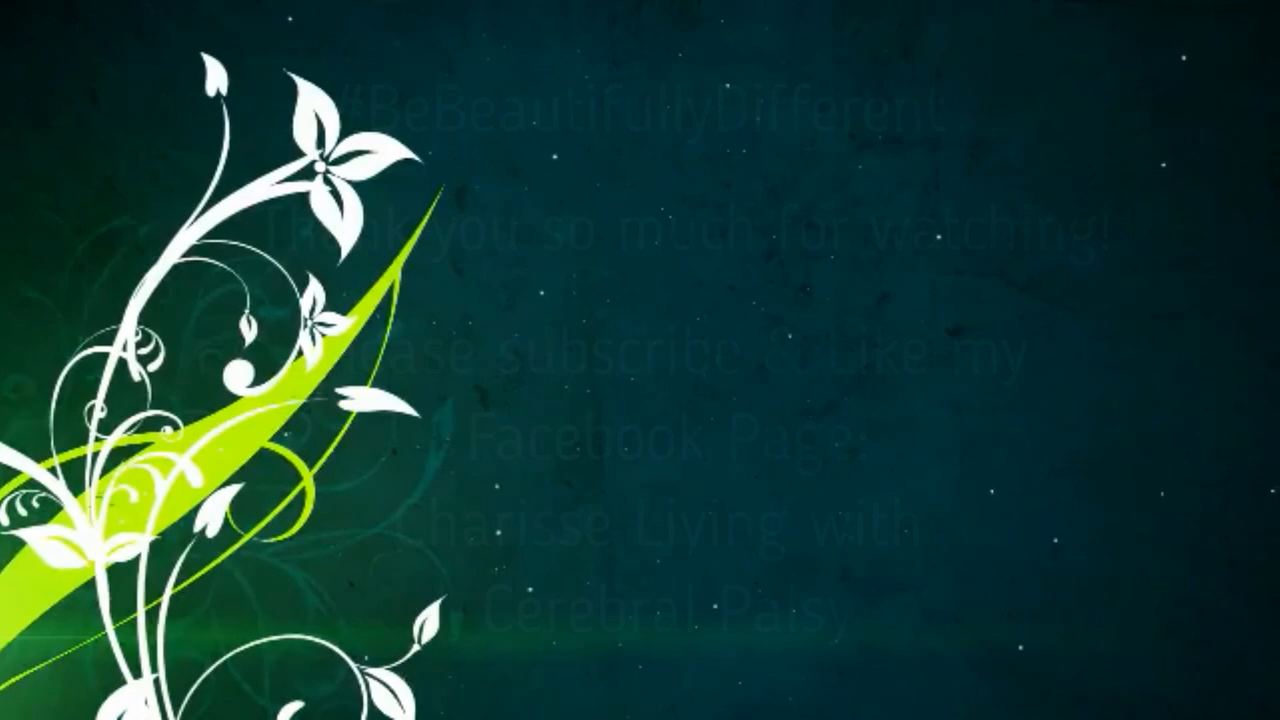 #BeBeautifullyDifferent
Thank you so much for watching!
Please subscribe & Like my
Facebook Page:
Charisse Living with
Cerebral Palsy